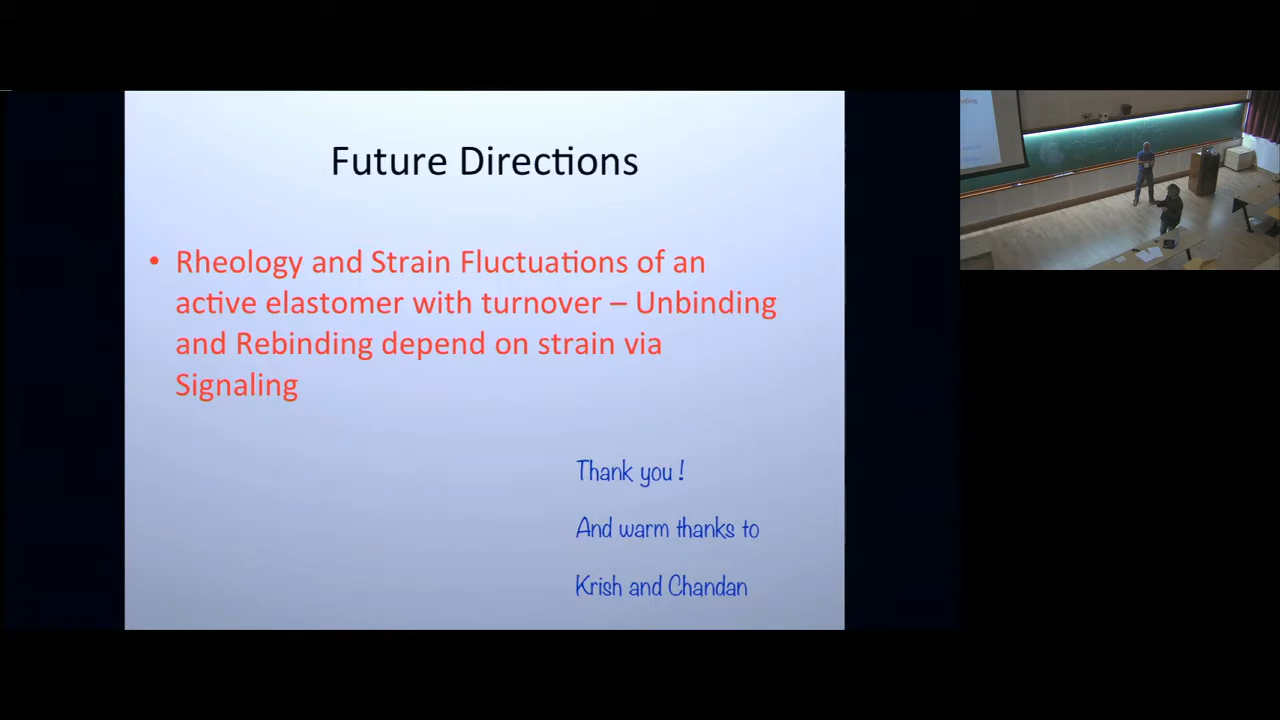 Future Directions
• Rheology and Strain Fluctuations of an
active elastomer with turnover – Unbinding
and Rebinding depend on strain via
Signaling
Thank you !
And warm thanks to
Krish and Chandan